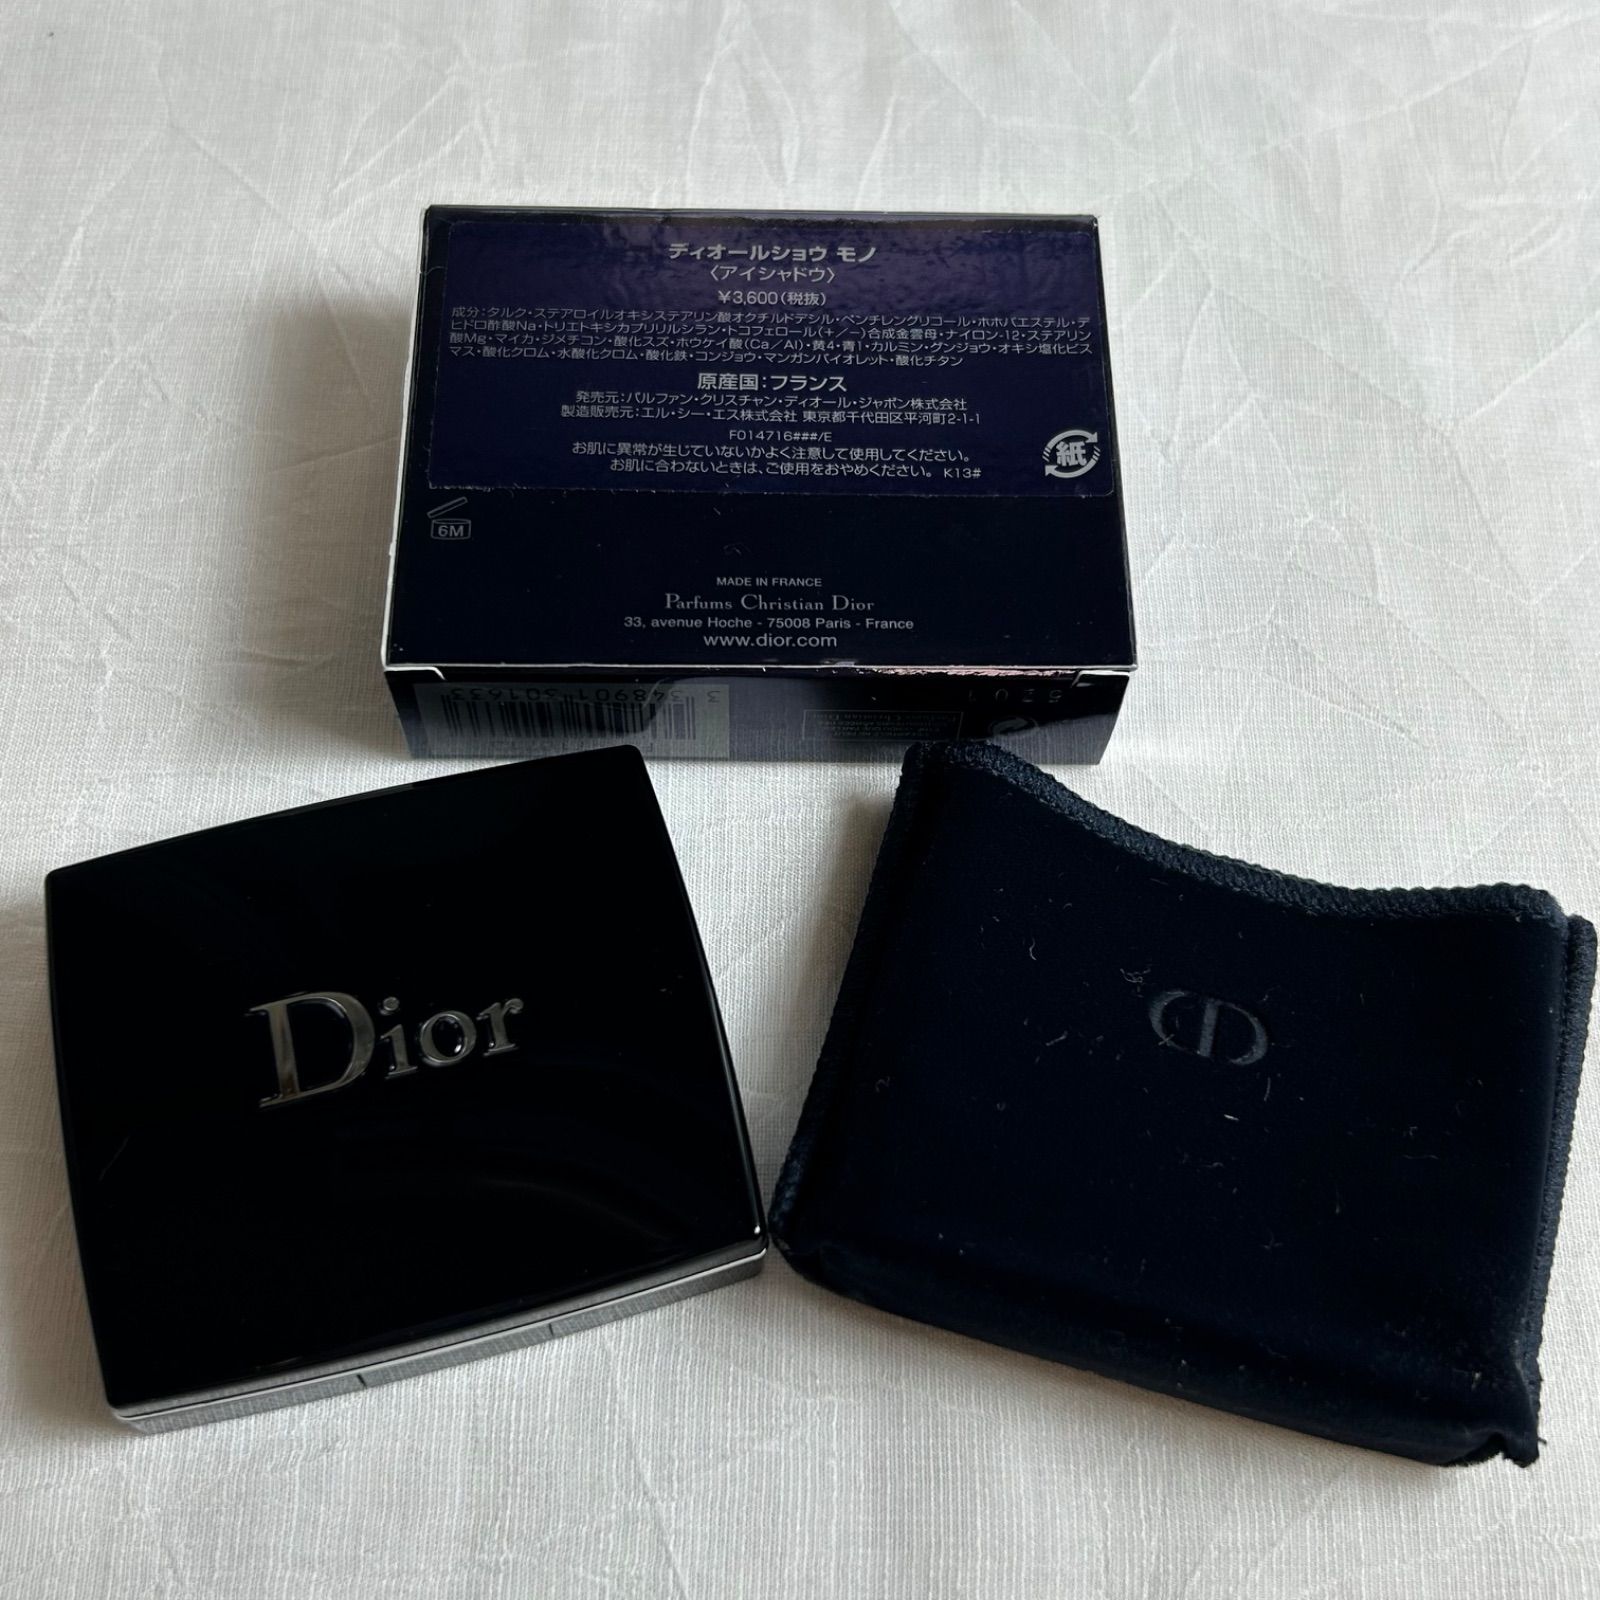 ディオールショウ モノ
〈アイシャドウ〉
¥3,600(税抜)
成分:タルク・ステアロイルオキシステアリン酸オクチルドデシル・ペンチレングリコール・ホホバエステル・デ
ヒドロ酢酸Na・トリエトキシカプリリルシラン・トコフェロール(+/−)合成金雲母・ナイロン-12・ステアリン
酸Mg・マイカ・ジメチコン・酸化スズ・ホウケイ酸(Ca/Al)・黄4・青1・カルミン・グンジョウ・オキシ塩化ビス
マス・酸化クロム・水酸化クロム・酸化鉄・コンジョウ・マンガンバイオレット・酸化チタン
原産国:フランス
発売元:パルファン・クリスチャン・ディオール・ジャポン株式会社
製造販売元:エル・シー・エス株式会社 東京都千代田区平河町2-1-1
F014716###/E
お肌に異常が生じていないかよく注意して使用してください。
お肌に合わないときは、ご使用をおやめください。 K13#
紙
6M
MADE IN FRANCE
Parfums Christian Dior
33, avenue Hoche - 75008 Paris - France
www.dior.com
3 348901 301633
5201
Dior
CD